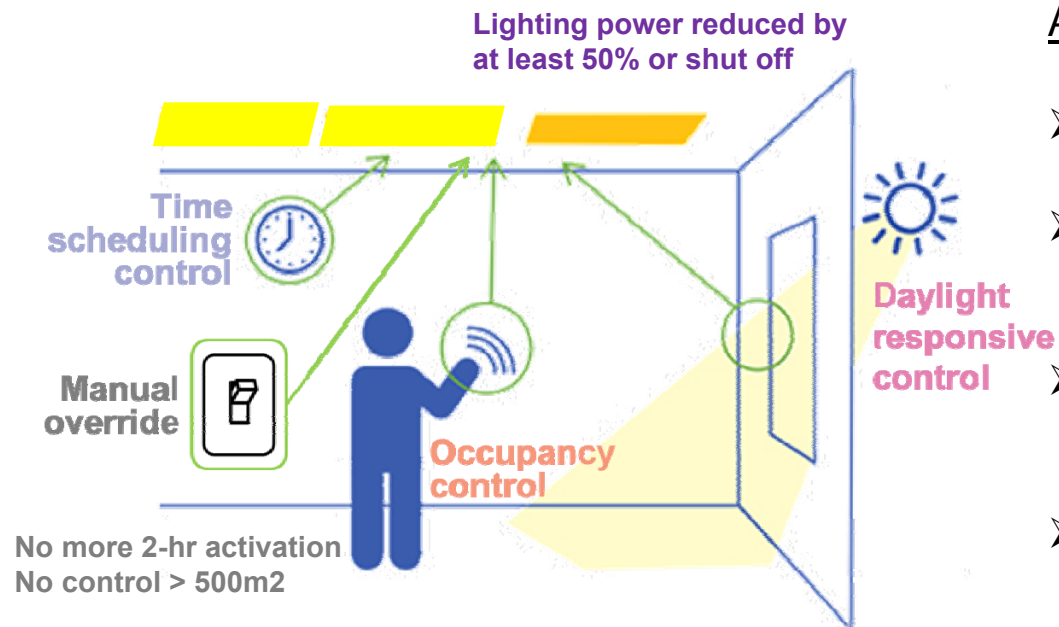 Lighting power reduced by
at least 50% or shut off
A
Time
scheduling
control
Daylight
responsive
control
Manual
override
Occupancy
control
No more 2-hr activation
No control > 500m2